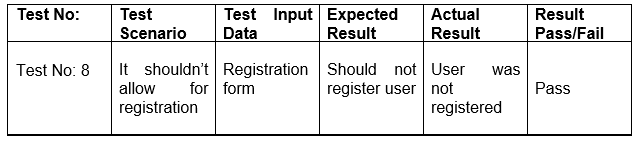 Test No: Test Scenario Test Input Data Expected Result Actual Result Result Pass/Fail
Test No: 8 It shouldn’t allow for registration Registration form Should not register user User was not registered Pass